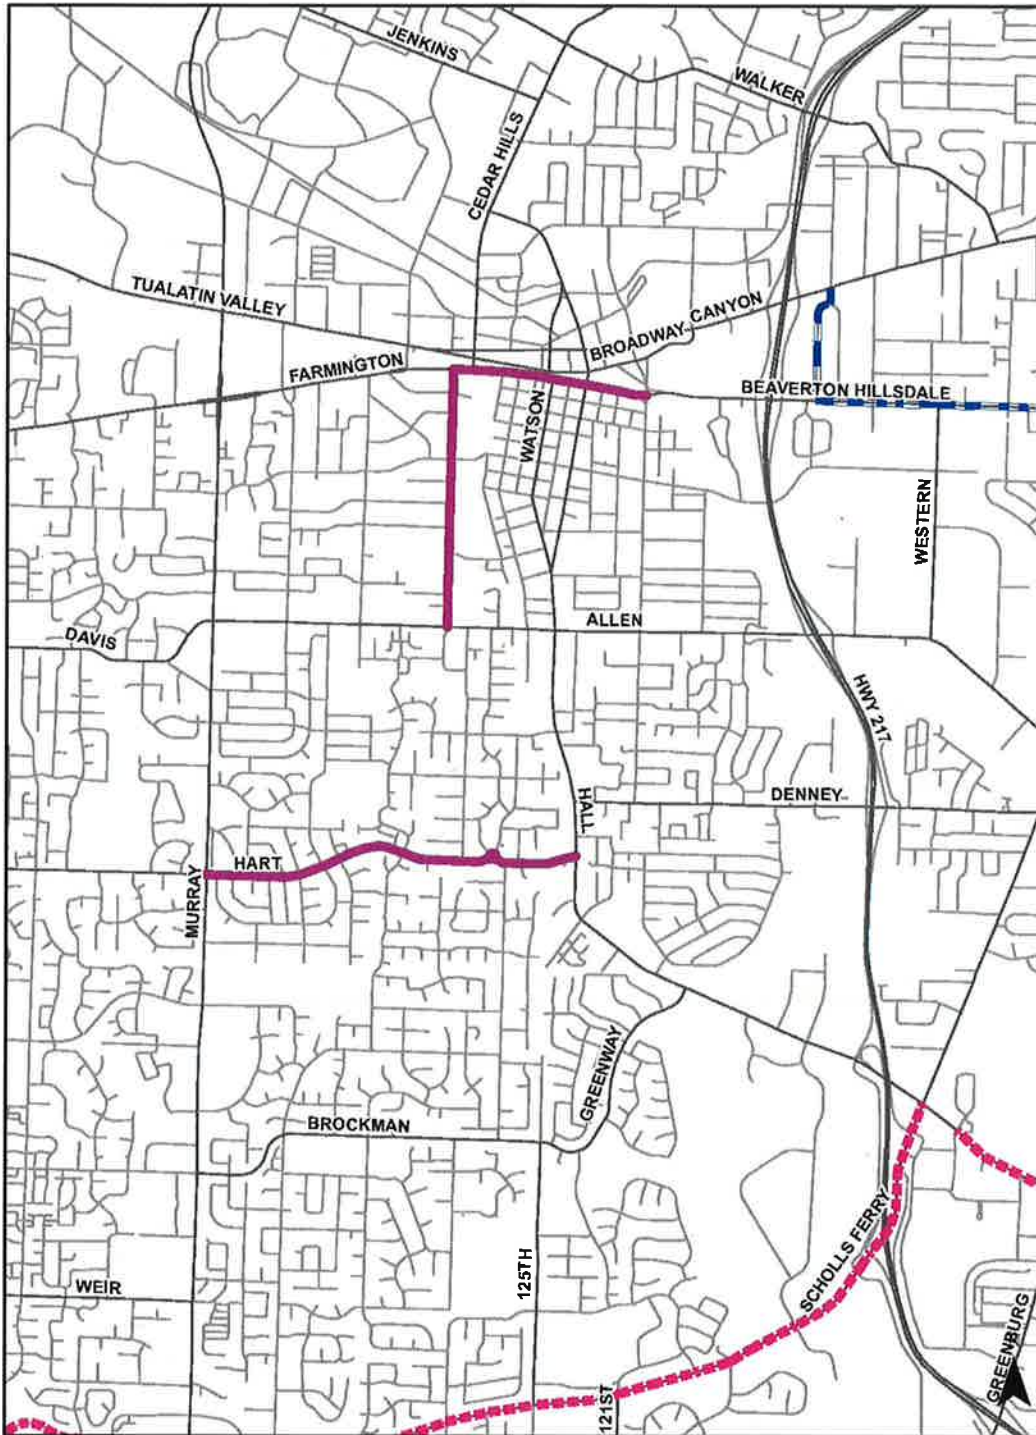 JENKINS
WALKER
CEDAR HILLS
TUALATIN VALLEY
BROADWAY
CANYON
FARMINGTON
BEAVERTON HILLSDALE
WATSON
WESTERN
ALLEN
DAVIS
HWY 217
HALL
DENNEY
HART
MURRAY
GREENWAY
BROCKMAN
SCHOLLS FERRY
125TH
WEIR
GREENBURG
121ST